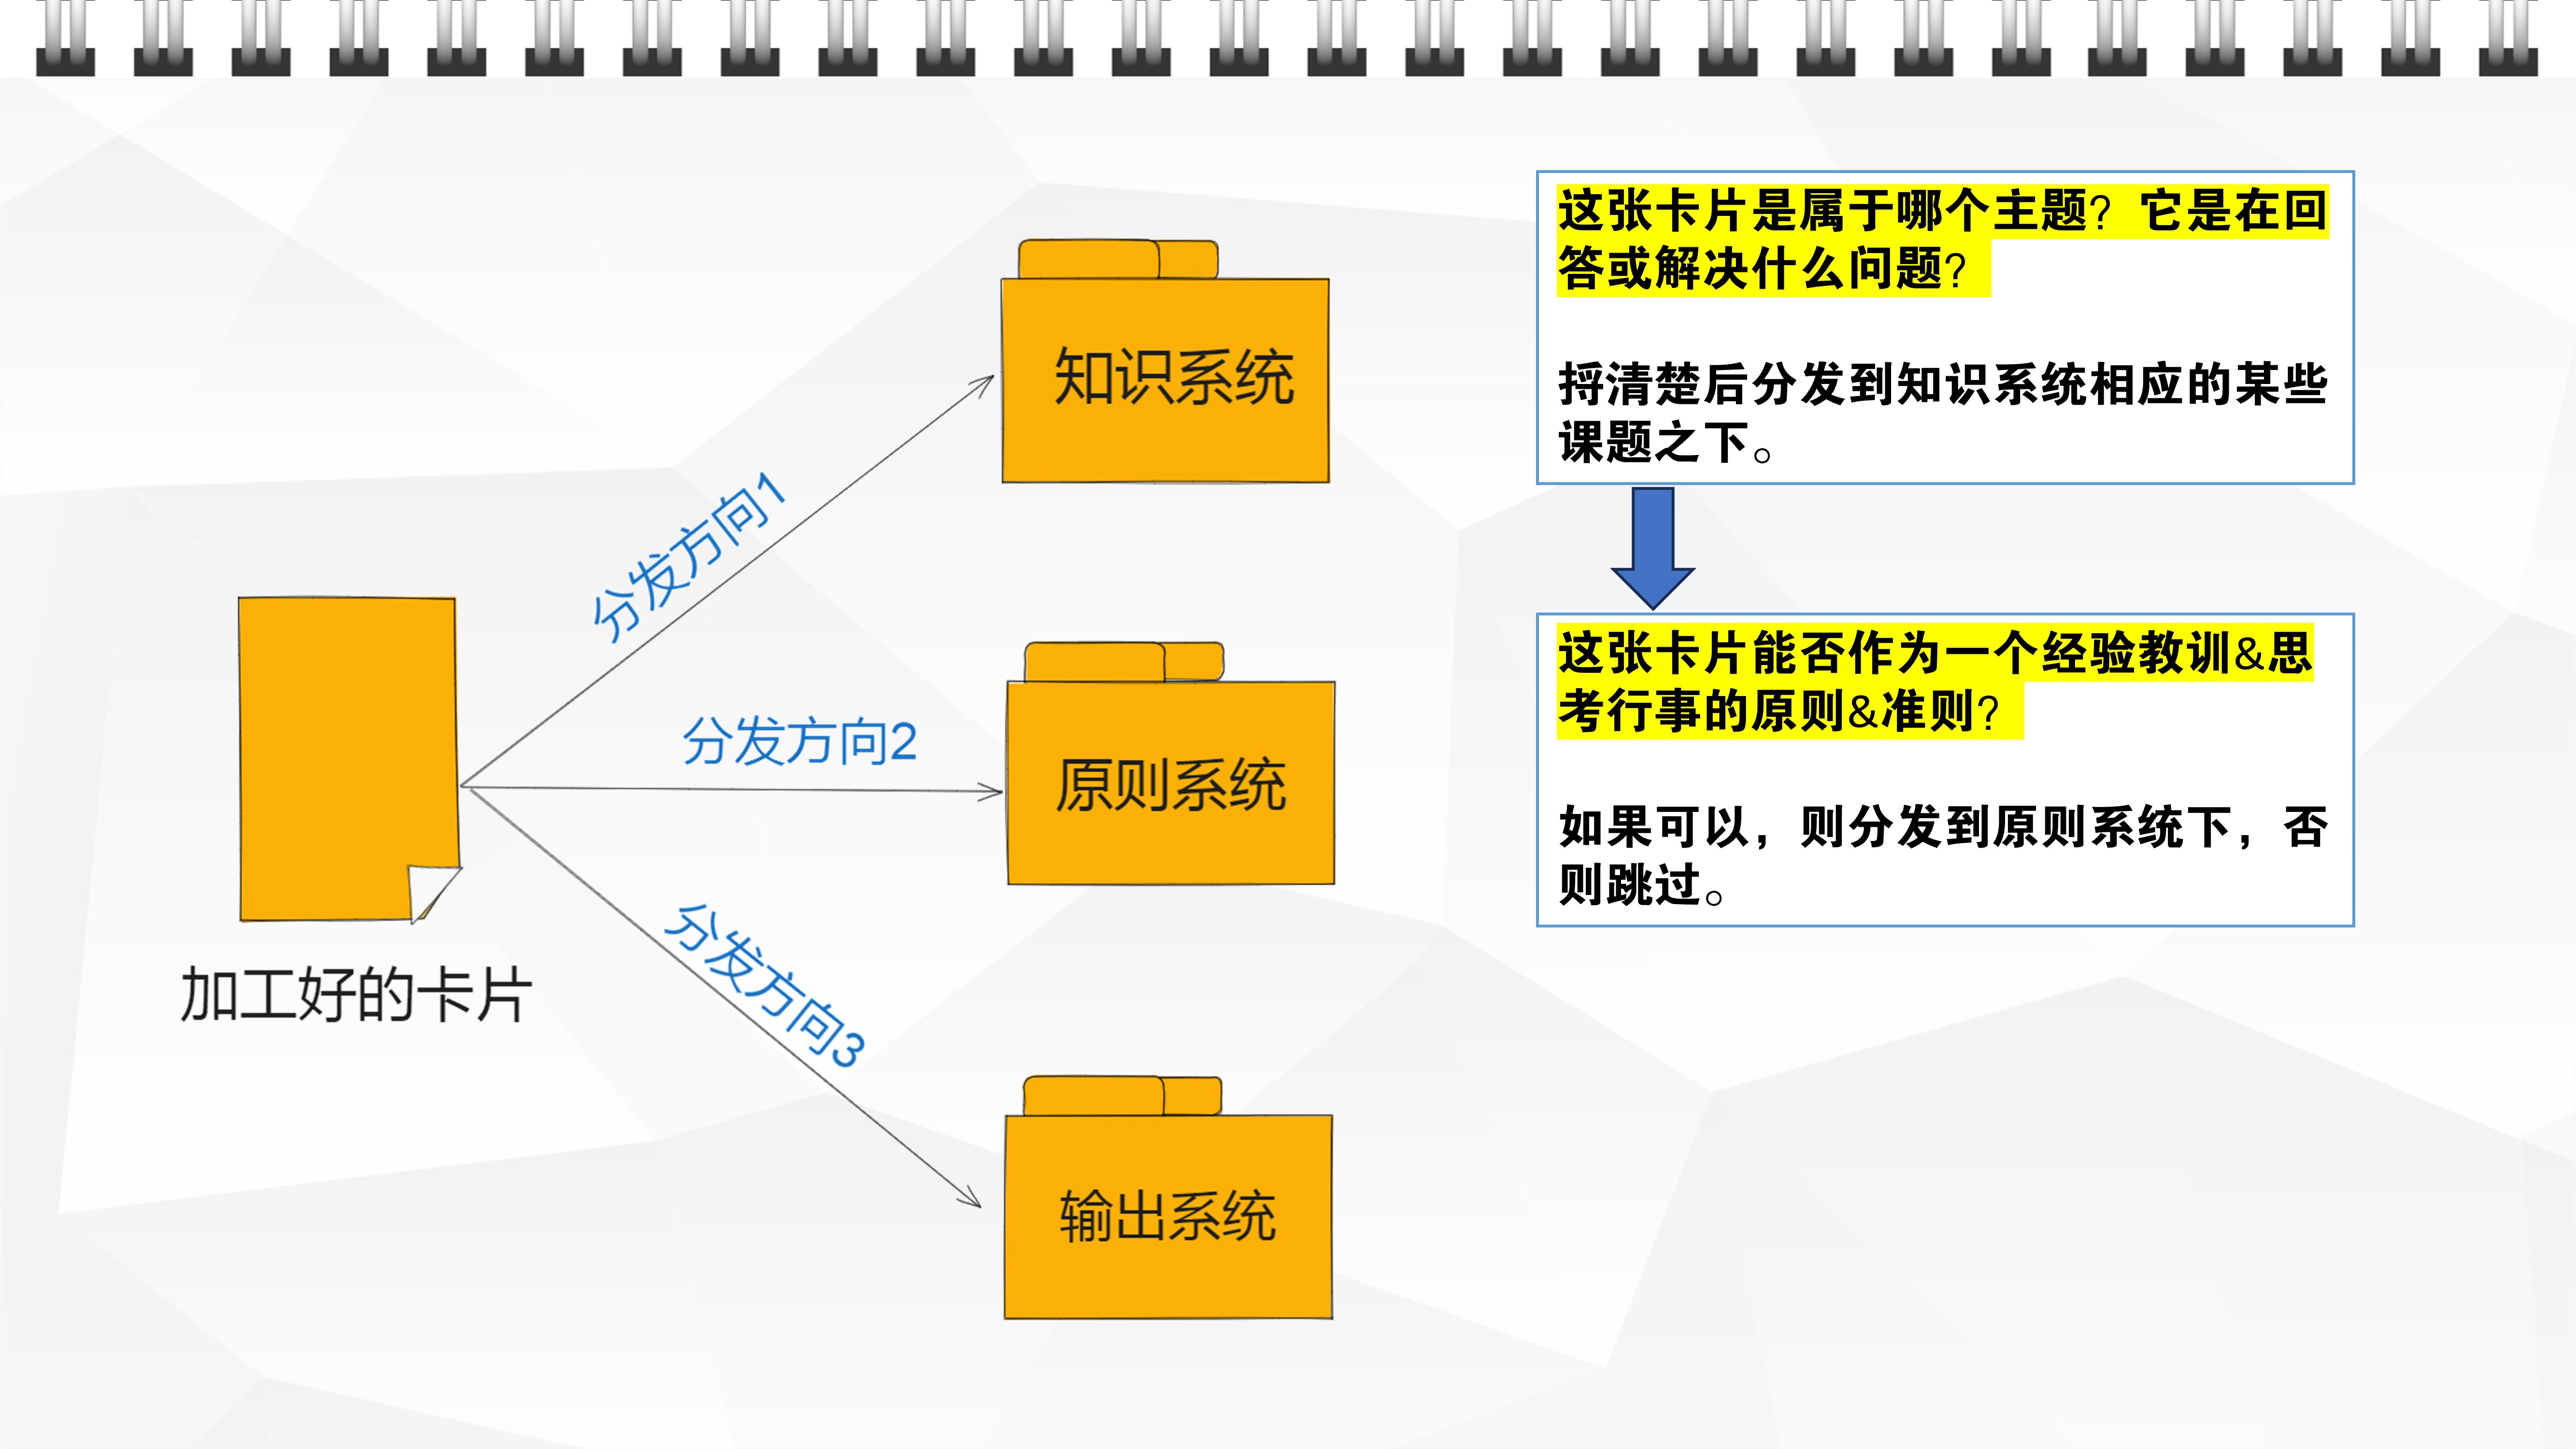 知识系统
分发方向1
分发方向2
原则系统
分发方向3
加工好的卡片
输出系统
这张卡片是属于哪个主题？它是在回
答或解决什么问题？
捋清楚后分发到知识系统相应的某些
课题之下。
这张卡片能否作为一个经验教训&思
考行事的原则&准则？
如果可以，则分发到原则系统下，否
则跳过。